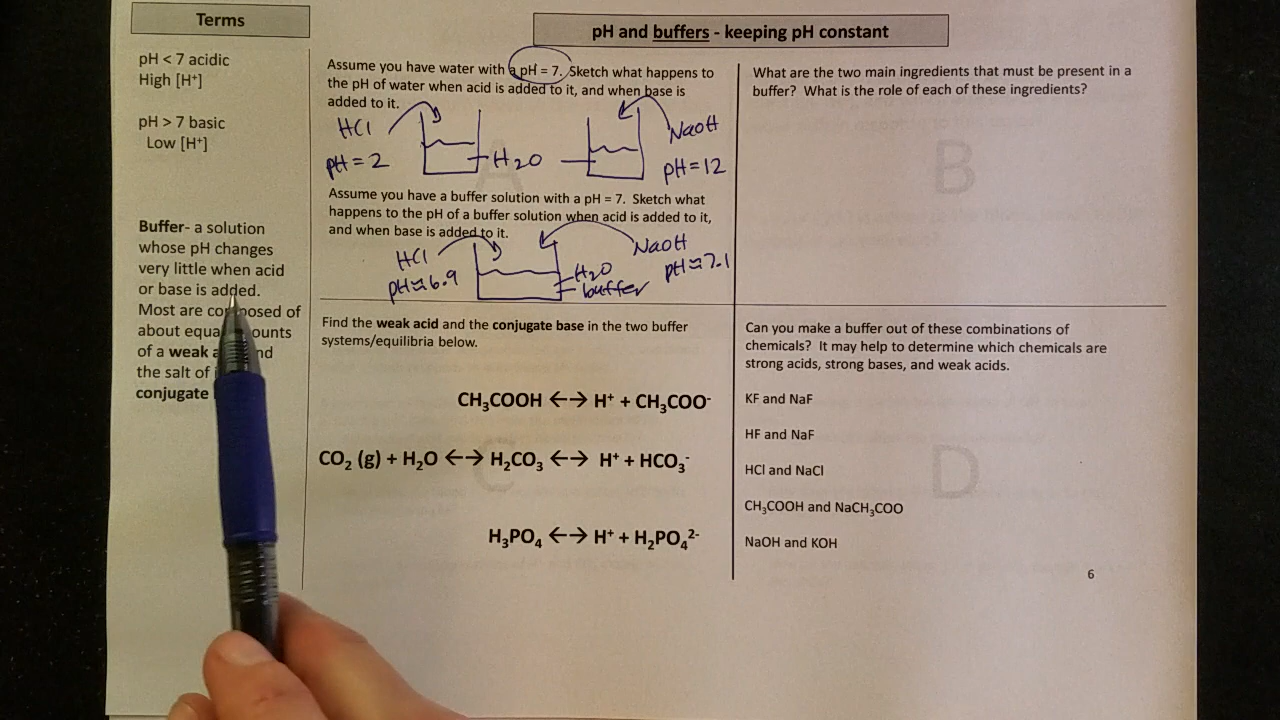 Terms
pH < 7 acidic
High [H⁺]
pH > 7 basic
Low [H⁺]
Buffer- a solution
whose pH changes
very little when acid
or base is added.
Most are composed of
about equa ounts
of a weak a nd
the salt of i
conjugate
pH and buffers - keeping pH constant
Assume you have water with a pH = 7. Sketch what happens to
the pH of water when acid is added to it, and when base is
added to it.
HCl
NaOH
pH = 2
H2O
pH = 12
A
Assume you have a buffer solution with a pH = 7. Sketch what
happens to the pH of a buffer solution when acid is added to it,
and when base is added to it.
HCl
NaOH
pH ≈ 6.9
H2O
buffer
pH ≈ 7.1
What are the two main ingredients that must be present in a
buffer? What is the role of each of these ingredients?
B
Find the weak acid and the conjugate base in the two buffer
systems/equilibria below.
CH₃COOH ←→ H⁺ + CH₃COO⁻
CO₂ (g) + H₂O ←→ H₂CO₃ ←→ H⁺ + HCO₃⁻
C
H₃PO₄ ←→ H⁺ + H₂PO₄²⁻
Can you make a buffer out of these combinations of
chemicals? It may help to determine which chemicals are
strong acids, strong bases, and weak acids.
KF and NaF
HF and NaF
HCl and NaCl
D
CH₃COOH and NaCH₃COO
NaOH and KOH
6